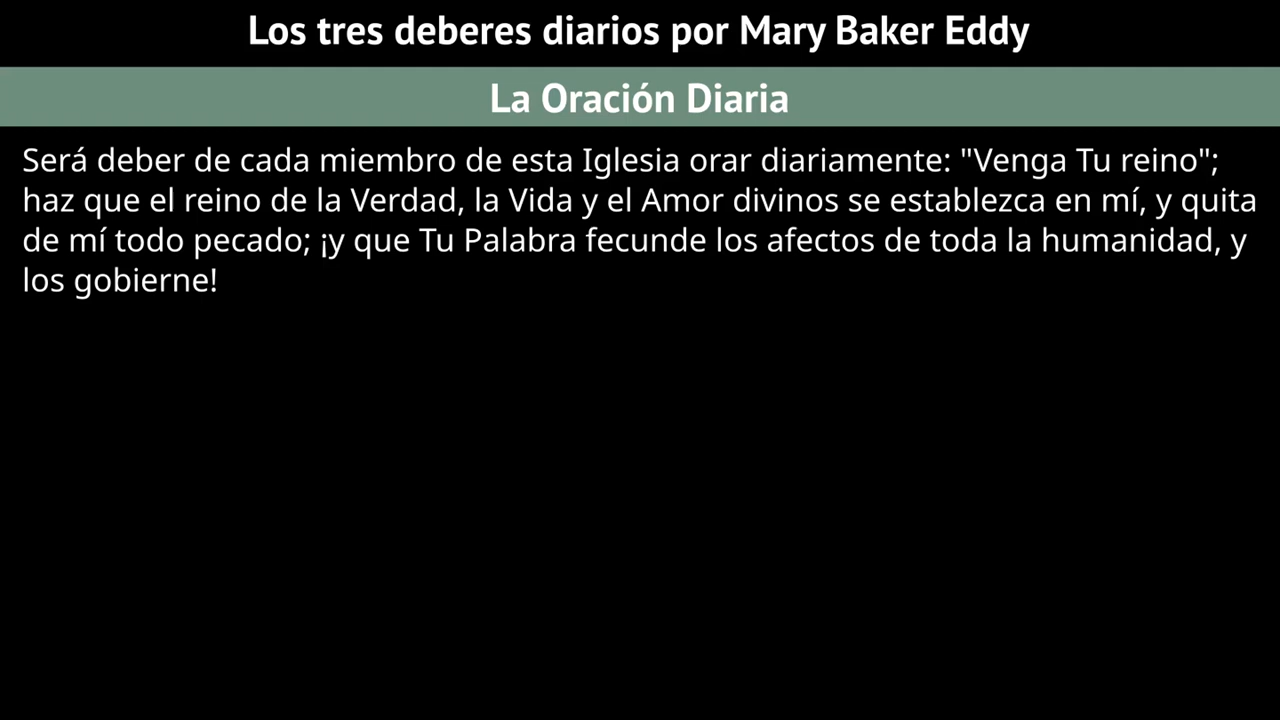 Los tres deberes diarios por Mary Baker Eddy
La Oración Diaria
Será deber de cada miembro de esta Iglesia orar diariamente: "Venga Tu reino";
haz que el reino de la Verdad, la Vida y el Amor divinos se establezca en mí, y quita
de mí todo pecado; ¡y que Tu Palabra fecunde los afectos de toda la humanidad, y
los gobierne!